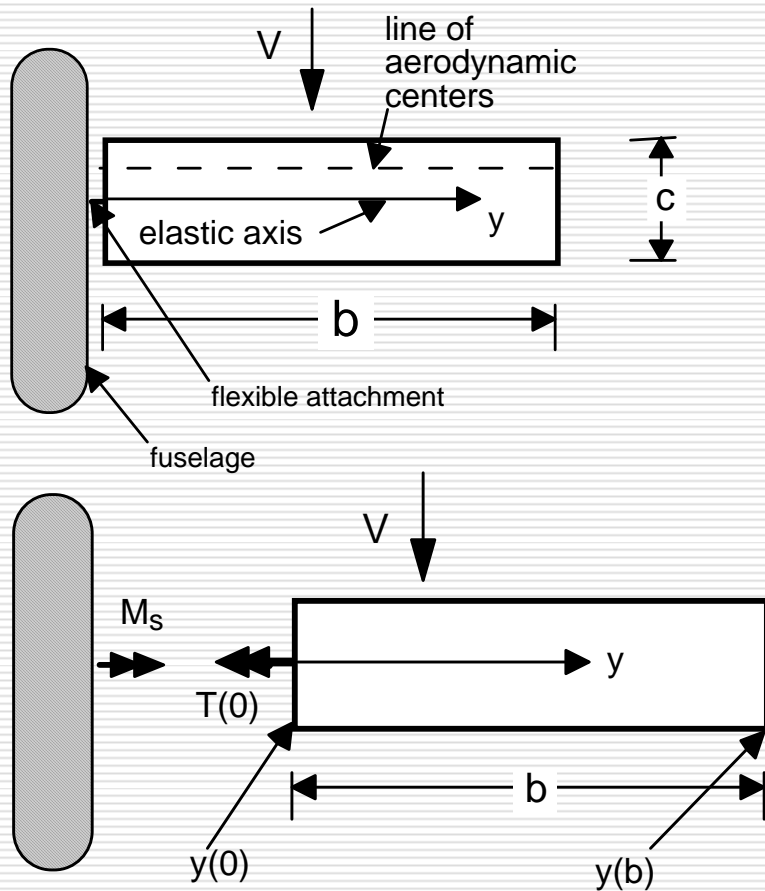 V
line of
aerodynamic
centers
c
y
elastic axis
b
flexible attachment
fuselage
V
Ms
y
T(0)
b
y(0)
y(b)